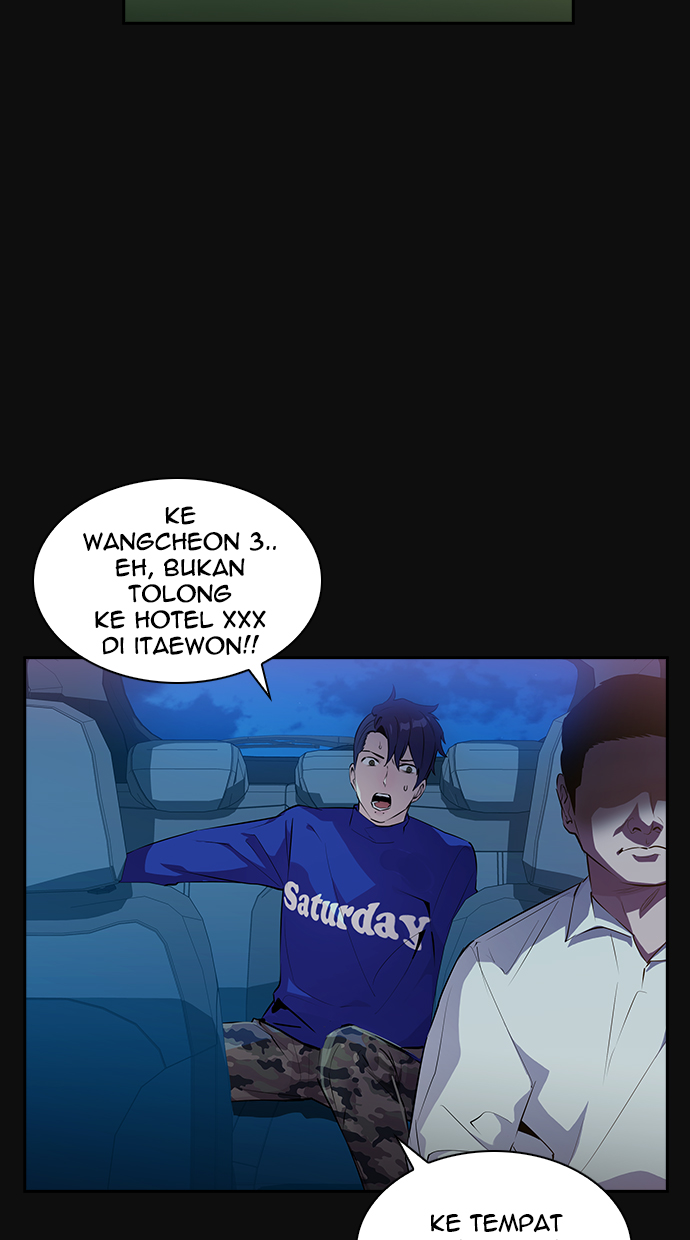 KE
WANGCHEON 3..
EH, BUKAN
TOLONG
KE HOTEL XXX
DI ITAEWON!!
Saturday
KE TEMPAT